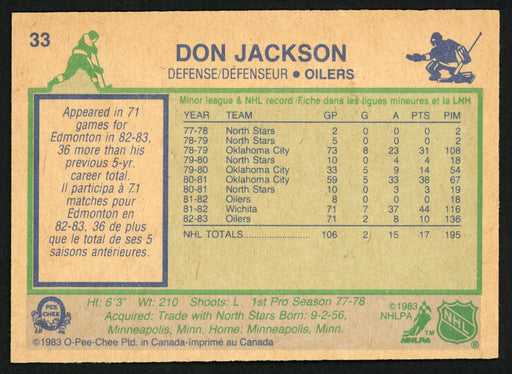 33
DON JACKSON
DEFENSE/DÉFENSEUR • OILERS
Appeared in 71
games for
Edmonton in 82-83,
36 more than his
previous 5-yr.
career total.
Il participa à 71
matches pour
Edmonton en
82-83, 36 de plus
que le total de ses 5
saisons antérieures.
Minor league & NHL record/Fiche dans les ligues mineures et la LNH
YEAR TEAM GP G A PTS PIM
77-78 North Stars 2 0 0 0 2
78-79 North Stars 5 0 0 0 2
78-79 Oklahoma City 73 8 23 31 108
79-80 North Stars 10 0 4 4 18
79-80 Oklahoma City 33 5 9 14 54
80-81 Oklahoma City 59 5 33 38 67
80-81 North Stars 10 0 3 3 19
81-82 Oilers 8 0 0 0 18
81-82 Wichita 71 7 37 44 116
82-83 Oilers 71 2 8 10 136
NHL TOTALS 106 2 15 17 195
O
PEE
CHEE
Ht: 6'3" Wt: 210 Shoots: L 1st Pro Season 77-78
Acquired: Trade with North Stars Born: 9-2-56,
Minneapolis, Minn. Home: Minneapolis, Minn.
©1983 O-Pee-Chee Ptd. in Canada-imprimé au Canada
©1983
NHLPA
TM
NHLPA
NHL